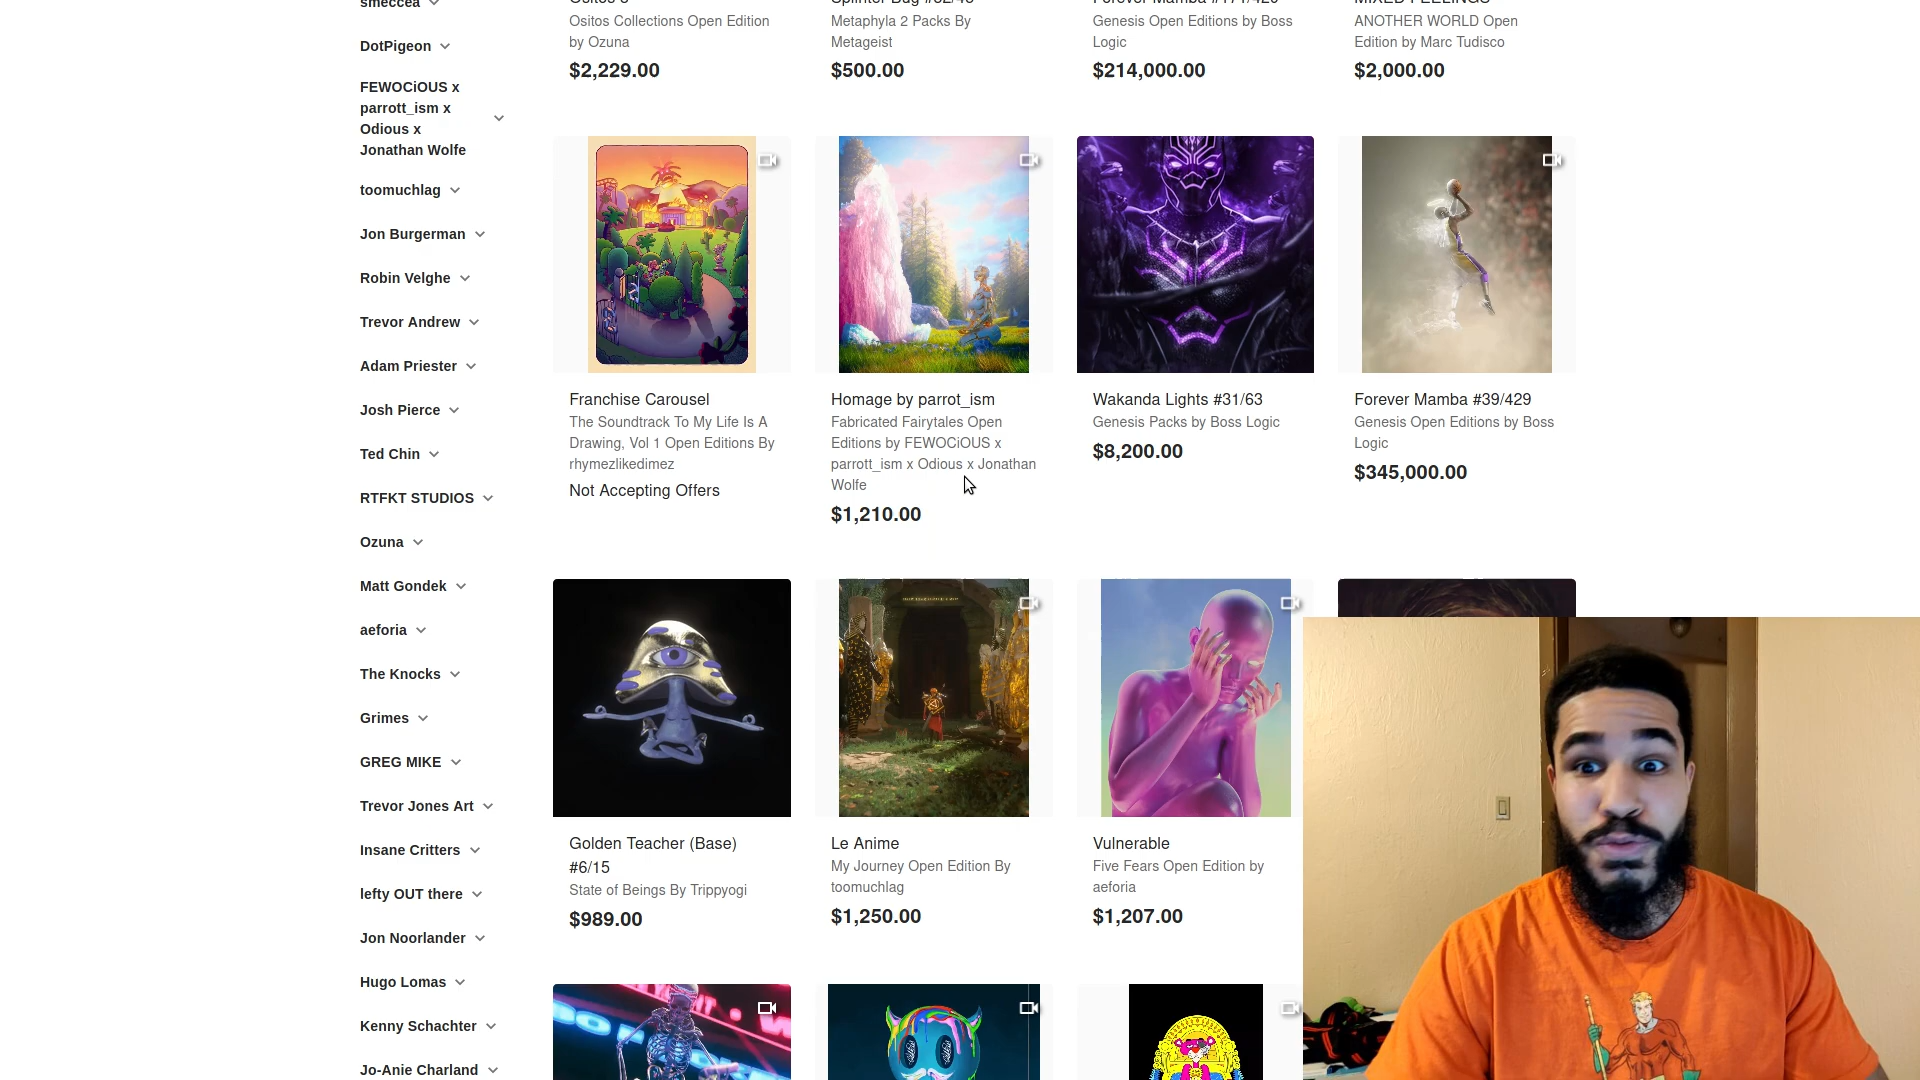 smeccea
DotPigeon
FEWOCiOUS x
parrott_ism x
Odious x
Jonathan Wolfe
toomuchlag
Jon Burgerman
Robin Velghe
Trevor Andrew
Adam Priester
Josh Pierce
Ted Chin
RTFKT STUDIOS
Ozuna
Matt Gondek
aeforia
The Knocks
Grimes
GREG MIKE
Trevor Jones Art
Insane Critters
lefty OUT there
Jon Noorlander
Hugo Lomas
Kenny Schachter
Jo-Anie Charland
Ositos Collections Open Edition
by Ozuna
$2,229.00
Metaphyla 2 Packs By
Metageist
$500.00
Genesis Open Editions by Boss
Logic
$214,000.00
MIXED FEELINGS
ANOTHER WORLD Open
Edition by Marc Tudisco
$2,000.00
Franchise Carousel
The Soundtrack To My Life Is A
Drawing, Vol 1 Open Editions By
rhymezlikedimez
Not Accepting Offers
Homage by parrot_ism
Fabricated Fairytales Open
Editions by FEWOCiOUS x
parrott_ism x Odious x Jonathan
Wolfe
$1,210.00
Wakanda Lights #31/63
Genesis Packs by Boss Logic
$8,200.00
Forever Mamba #39/429
Genesis Open Editions by Boss
Logic
$345,000.00
Golden Teacher (Base)
#6/15
State of Beings By Trippyogi
$989.00
Le Anime
My Journey Open Edition By
toomuchlag
$1,250.00
Vulnerable
Five Fears Open Edition by
aeforia
$1,207.00